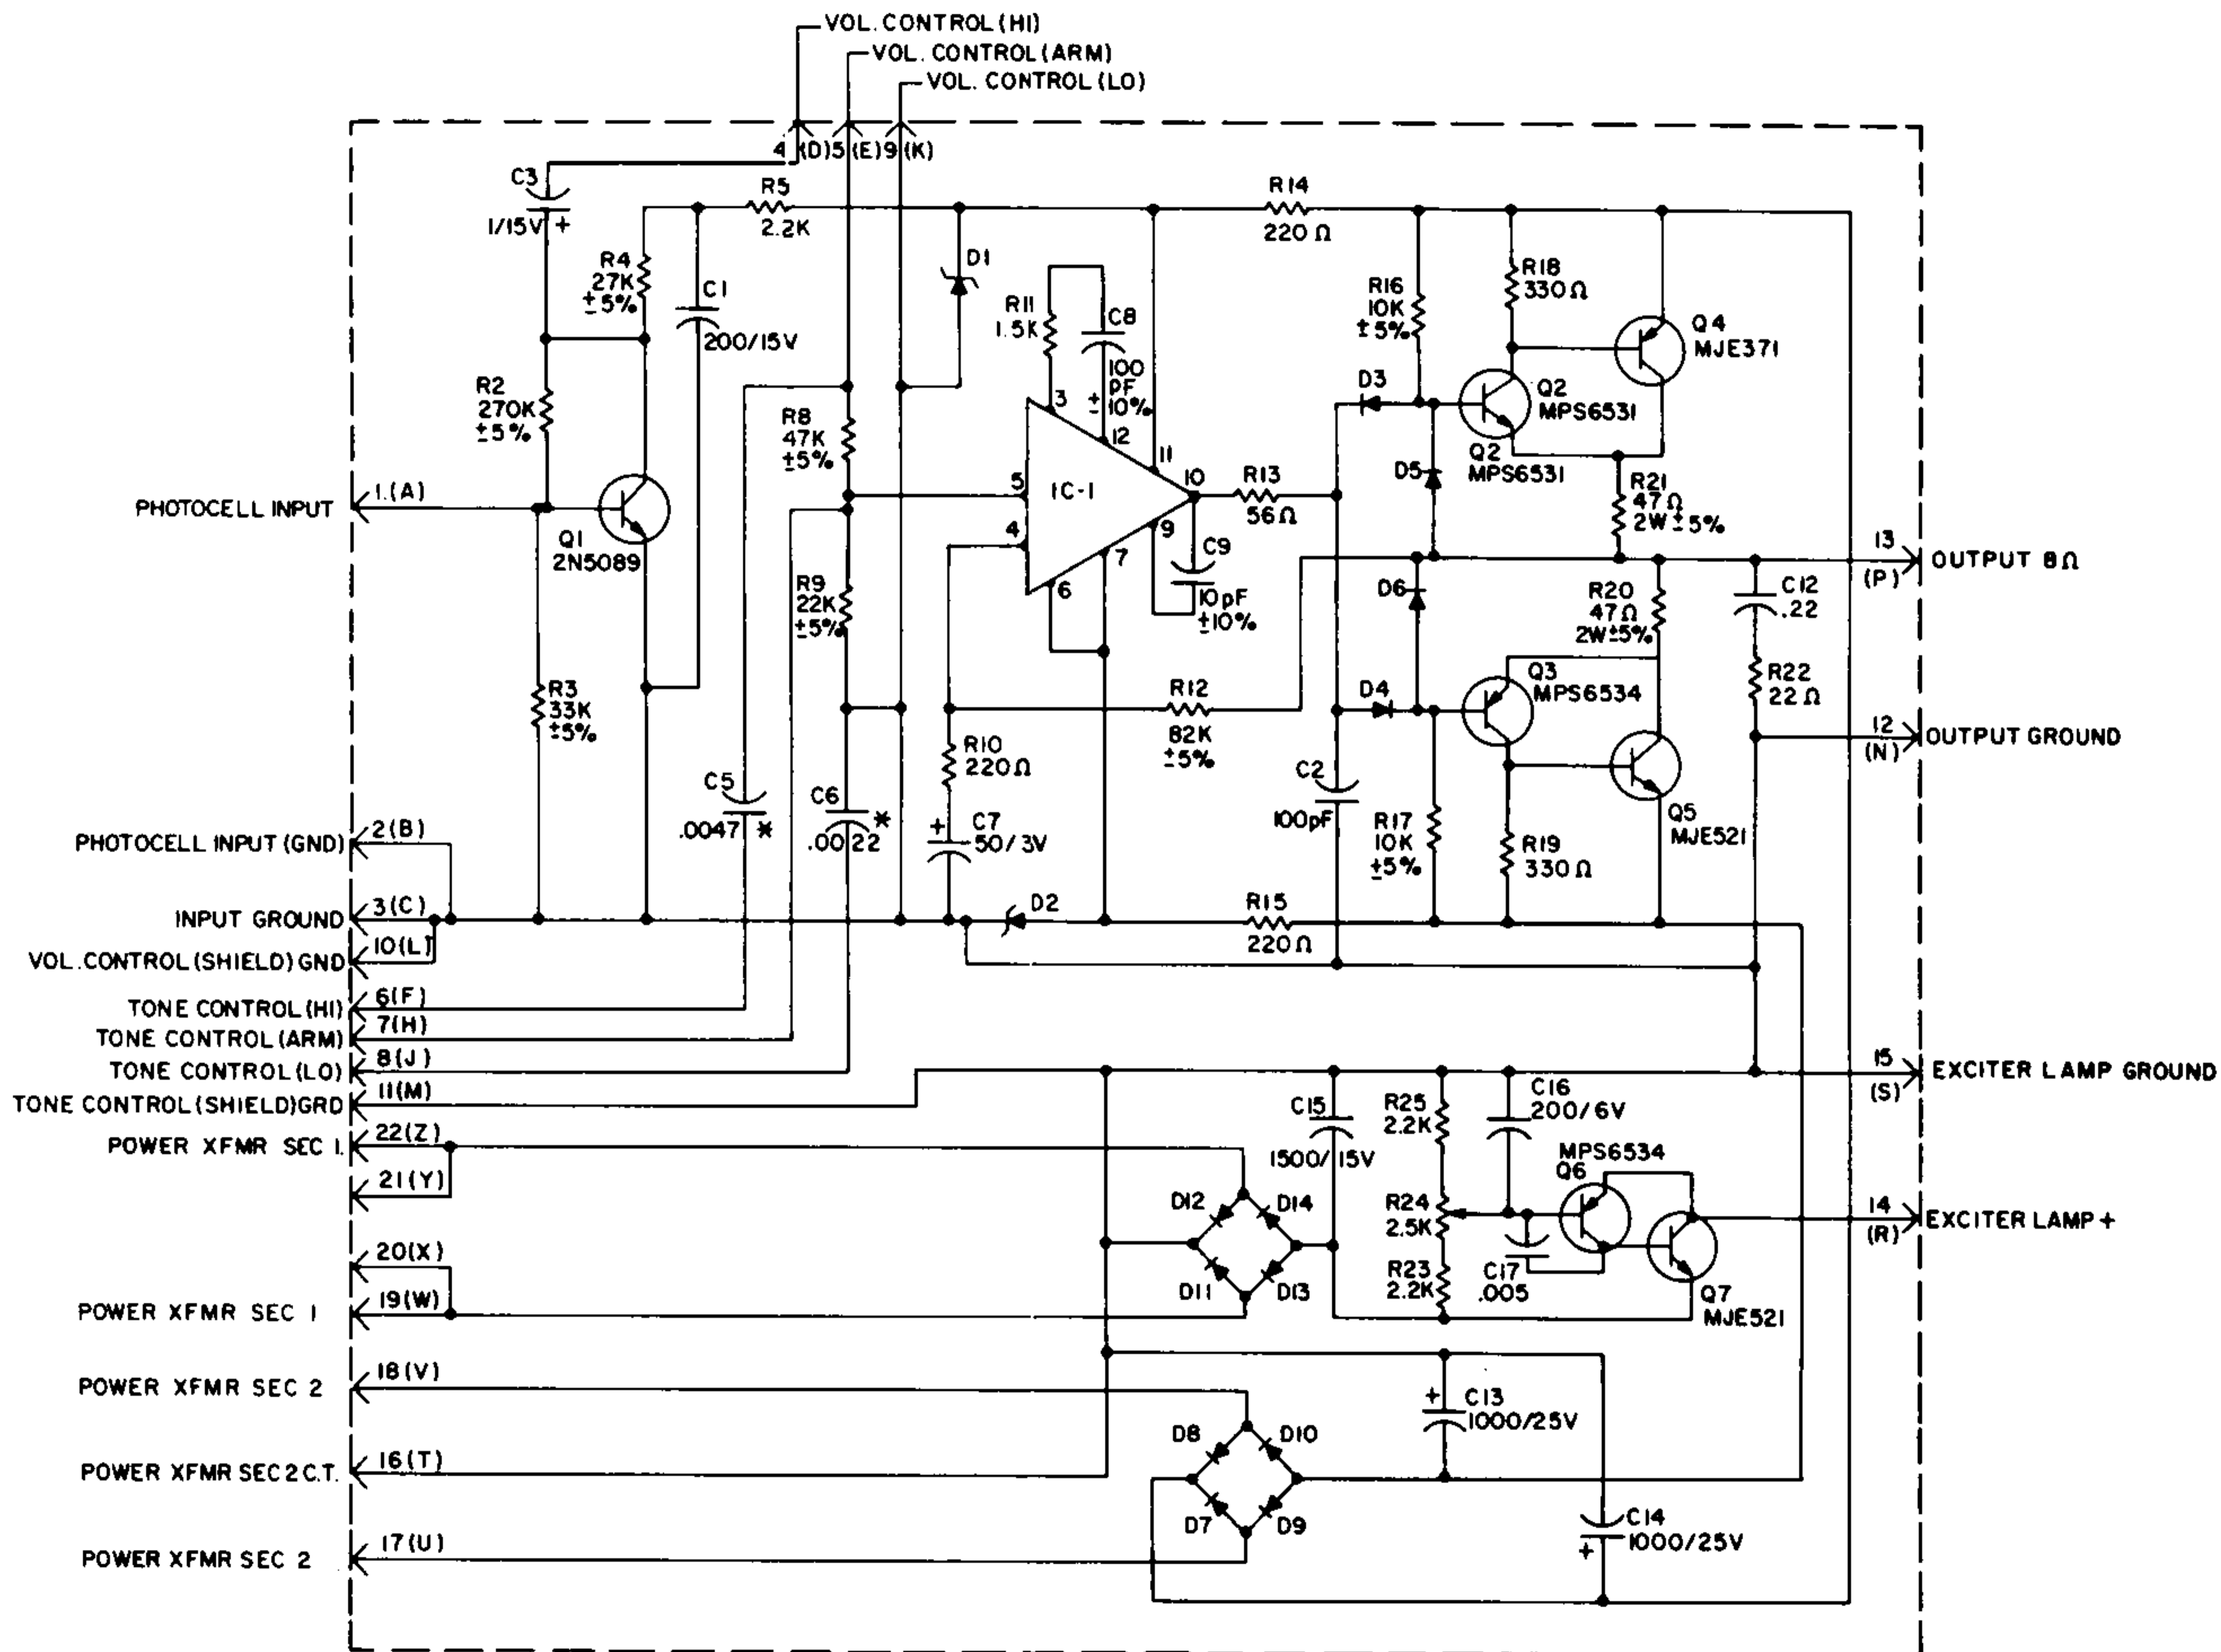 VOL. CONTROL(HI)
VOL. CONTROL(ARM)
VOL. CONTROL(LO)
4 (D) 5 (E) 9 (K)
C3
1/15V +
R5
2.2K
R14
220 Ω
R4
27K
±5%
C1
200/15V
D1
R11
1.5K
C8
100
PF
±
10%
R16
10K
±5%
R18
330 Ω
Q4
MJE371
R2
270K
±5%
R8
47K
±5%
3
12
11
D3
Q2
MPS6531
Q2
MPS6531
PHOTOCELL INPUT
1.(A)
Q1
2N5089
5
IC-1
10
R13
56Ω
D5
R21
47 Ω
2W ±5%
4
9
7
6
C9
10pF
±10%
13
(P)
OUTPUT 8Ω
R9
22K
±5%
D6
R20
47Ω
2W±5%
C12
.22
R3
33K
±5%
R12
82K
±5%
D4
Q3
MPS6534
R22
22 Ω
12
(N)
OUTPUT GROUND
R10
220 Ω
C5
.0047 *
C6
.0022 *
+ C7
50/3V
C2
100pF
R17
10K
±5%
R19
330 Ω
Q5
MJE521
PHOTOCELL INPUT (GND)
2(B)
INPUT GROUND
3(C)
D2
R15
220 Ω
VOL.CONTROL(SHIELD) GND
10(L)
TONE CONTROL(HI)
6(F)
TONE CONTROL(ARM)
7(H)
TONE CONTROL(LO)
8(J)
TONE CONTROL(SHIELD)GRD
11(M)
15
(S)
EXCITER LAMP GROUND
POWER XFMR SEC 1.
22(Z)
21(Y)
C15
1500/15V
R25
2.2K
C16
200/6V
MPS6534
Q6
D12
D14
D11
D13
R24
2.5K
R23
2.2K
C17
.005
Q7
MJE521
14
(R)
EXCITER LAMP +
20(X)
POWER XFMR SEC 1
19(W)
POWER XFMR SEC 2
18(V)
+ C13
1000/25V
D8
D10
POWER XFMR SEC 2 C.T.
16(T)
D7
D9
C14
+ 1000/25V
POWER XFMR SEC 2
17(U)